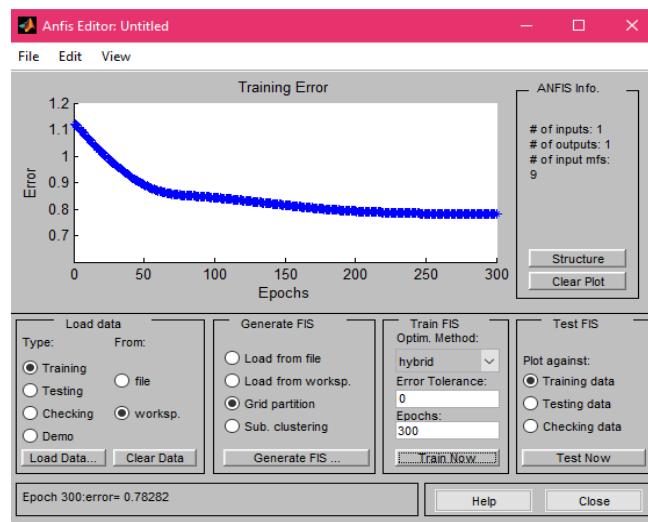 Anfis Editor: Untitled
File Edit View
Training Error
1.2
1.1
1
0.9
0.8
0.7
Error
0 50 100 150 200 250 300
Epochs
ANFIS Info.
# of inputs: 1
# of outputs: 1
# of input mfs:
9
Structure
Clear Plot
Load data
Type: From:
Training
Testing
Checking
Demo
file
worksp.
Load Data... Clear Data
Generate FIS
Load from file
Load from worksp.
Grid partition
Sub. clustering
Generate FIS ...
Train FIS
Optim. Method:
hybrid
Error Tolerance:
0
Epochs:
300
Train Now
Test FIS
Plot against:
Training data
Testing data
Checking data
Test Now
Epoch 300:error= 0.78282
Help
Close